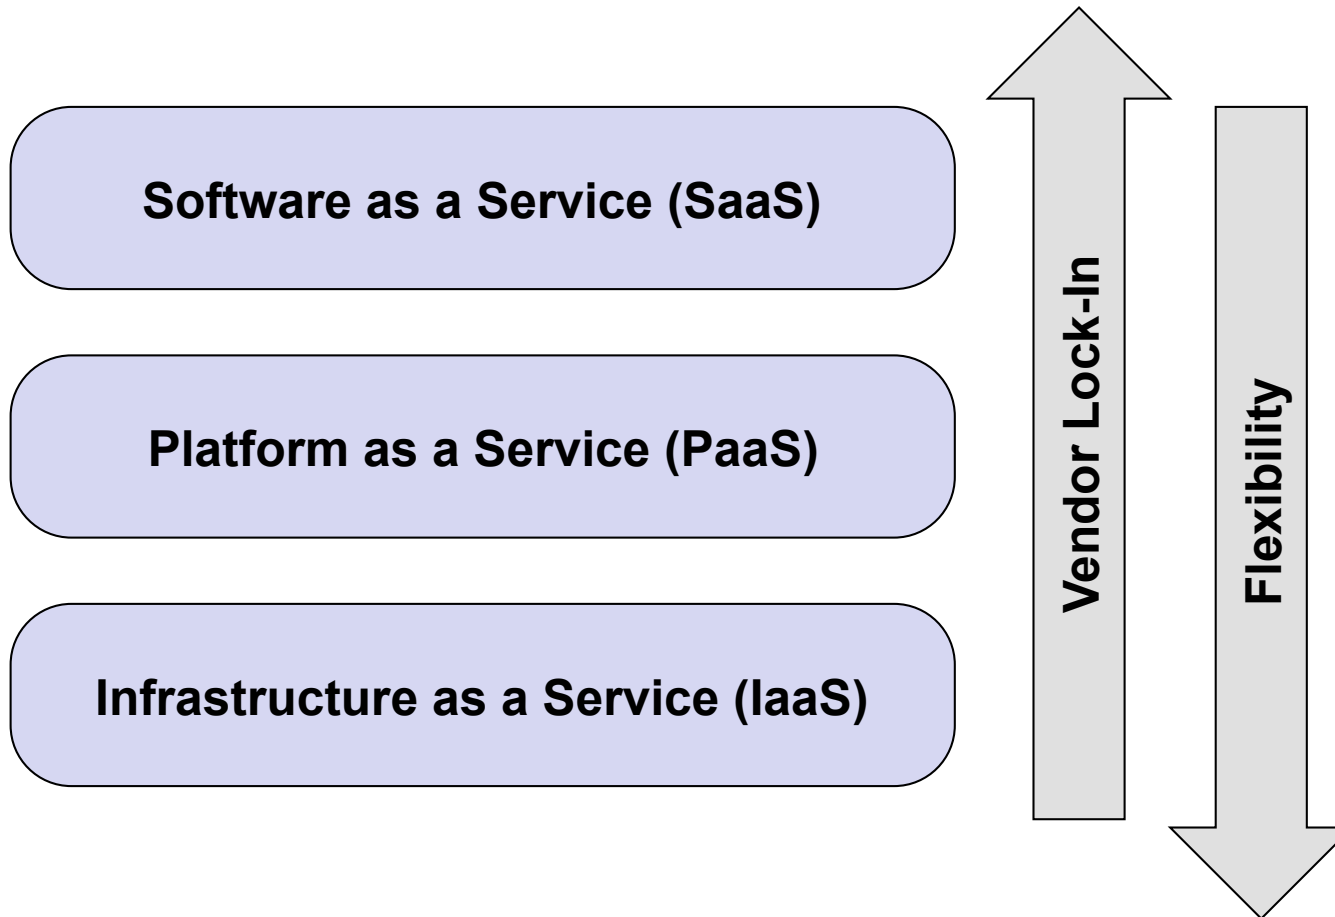 Software as a Service (SaaS)
Platform as a Service (PaaS)
Infrastructure as a Service (IaaS)
Vendor Lock-In
Flexibility